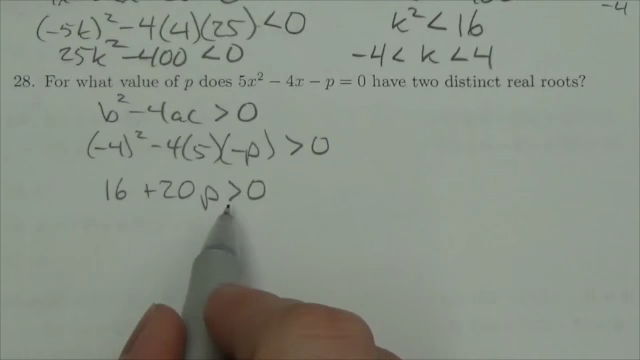 (-5k)² - 4(4)(25) < 0
k² < 16
25k² - 400 < 0
-4 < k < 4
-4
28. For what value of p does 5x² − 4x − p = 0 have two distinct real roots?
b² - 4ac > 0
(-4)² - 4(5)(-p) > 0
16 + 20p > 0